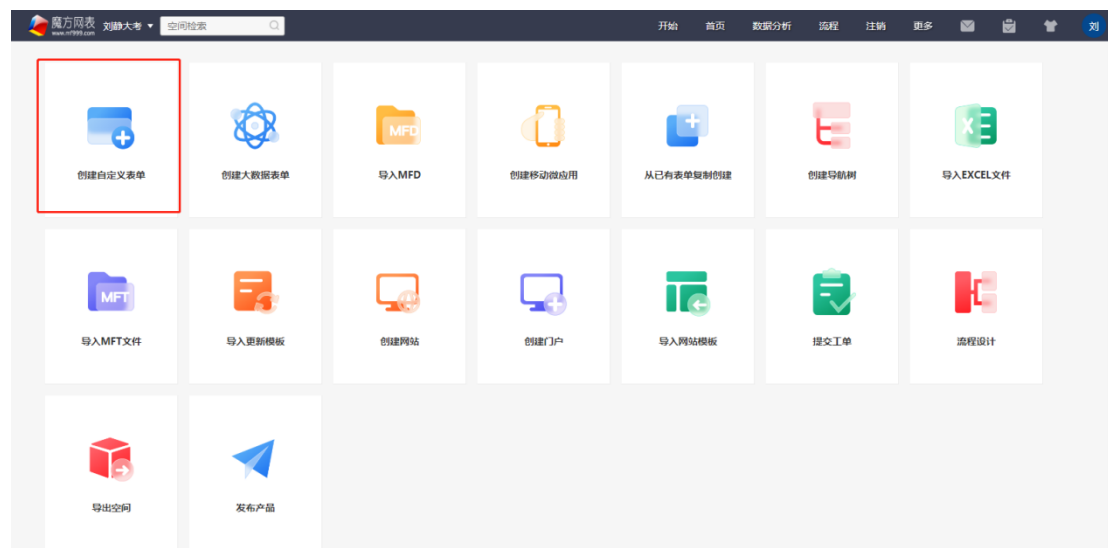 魔方网表 刘静大考 空间检索 开始 首页 数据分析 流程 注销 更多 刘
www.mf999.com
MFD
创建自定义表单 创建大数据表单 导入MFD 创建移动微应用 从已有表单复制创建 创建导航树 导入EXCEL文件
MFT
导入MFT文件 导入更新模板 创建网站 创建门户 导入网站模板 提交工单 流程设计
导出空间 发布产品